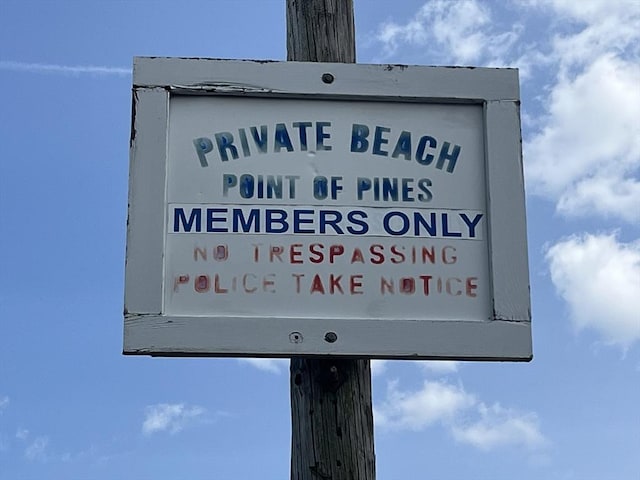 PRIVATE BEACH
POINT OF PINES
MEMBERS ONLY
NO TRESPASSING
POLICE TAKE NOTICE